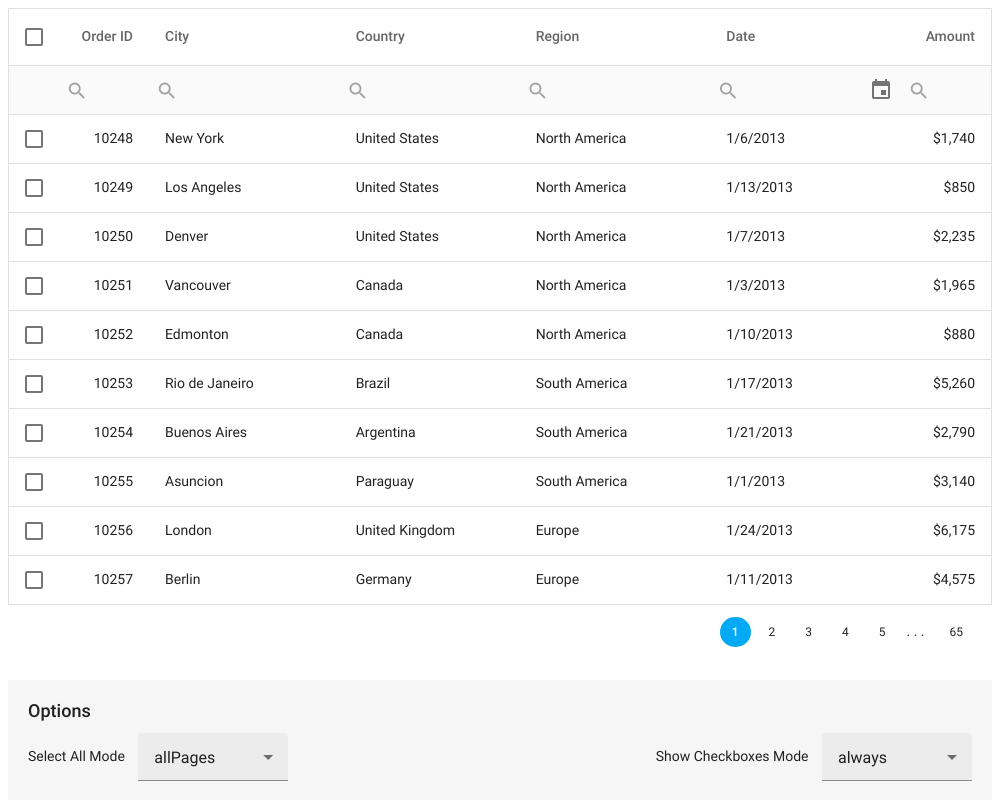 Order ID City Country Region Date Amount
10248 New York United States North America 1/6/2013 $1,740
10249 Los Angeles United States North America 1/13/2013 $850
10250 Denver United States North America 1/7/2013 $2,235
10251 Vancouver Canada North America 1/3/2013 $1,965
10252 Edmonton Canada North America 1/10/2013 $880
10253 Rio de Janeiro Brazil South America 1/17/2013 $5,260
10254 Buenos Aires Argentina South America 1/21/2013 $2,790
10255 Asuncion Paraguay South America 1/1/2013 $3,140
10256 London United Kingdom Europe 1/24/2013 $6,175
10257 Berlin Germany Europe 1/11/2013 $4,575
1 2 3 4 5 . . . 65
Options
Select All Mode allPages Show Checkboxes Mode always